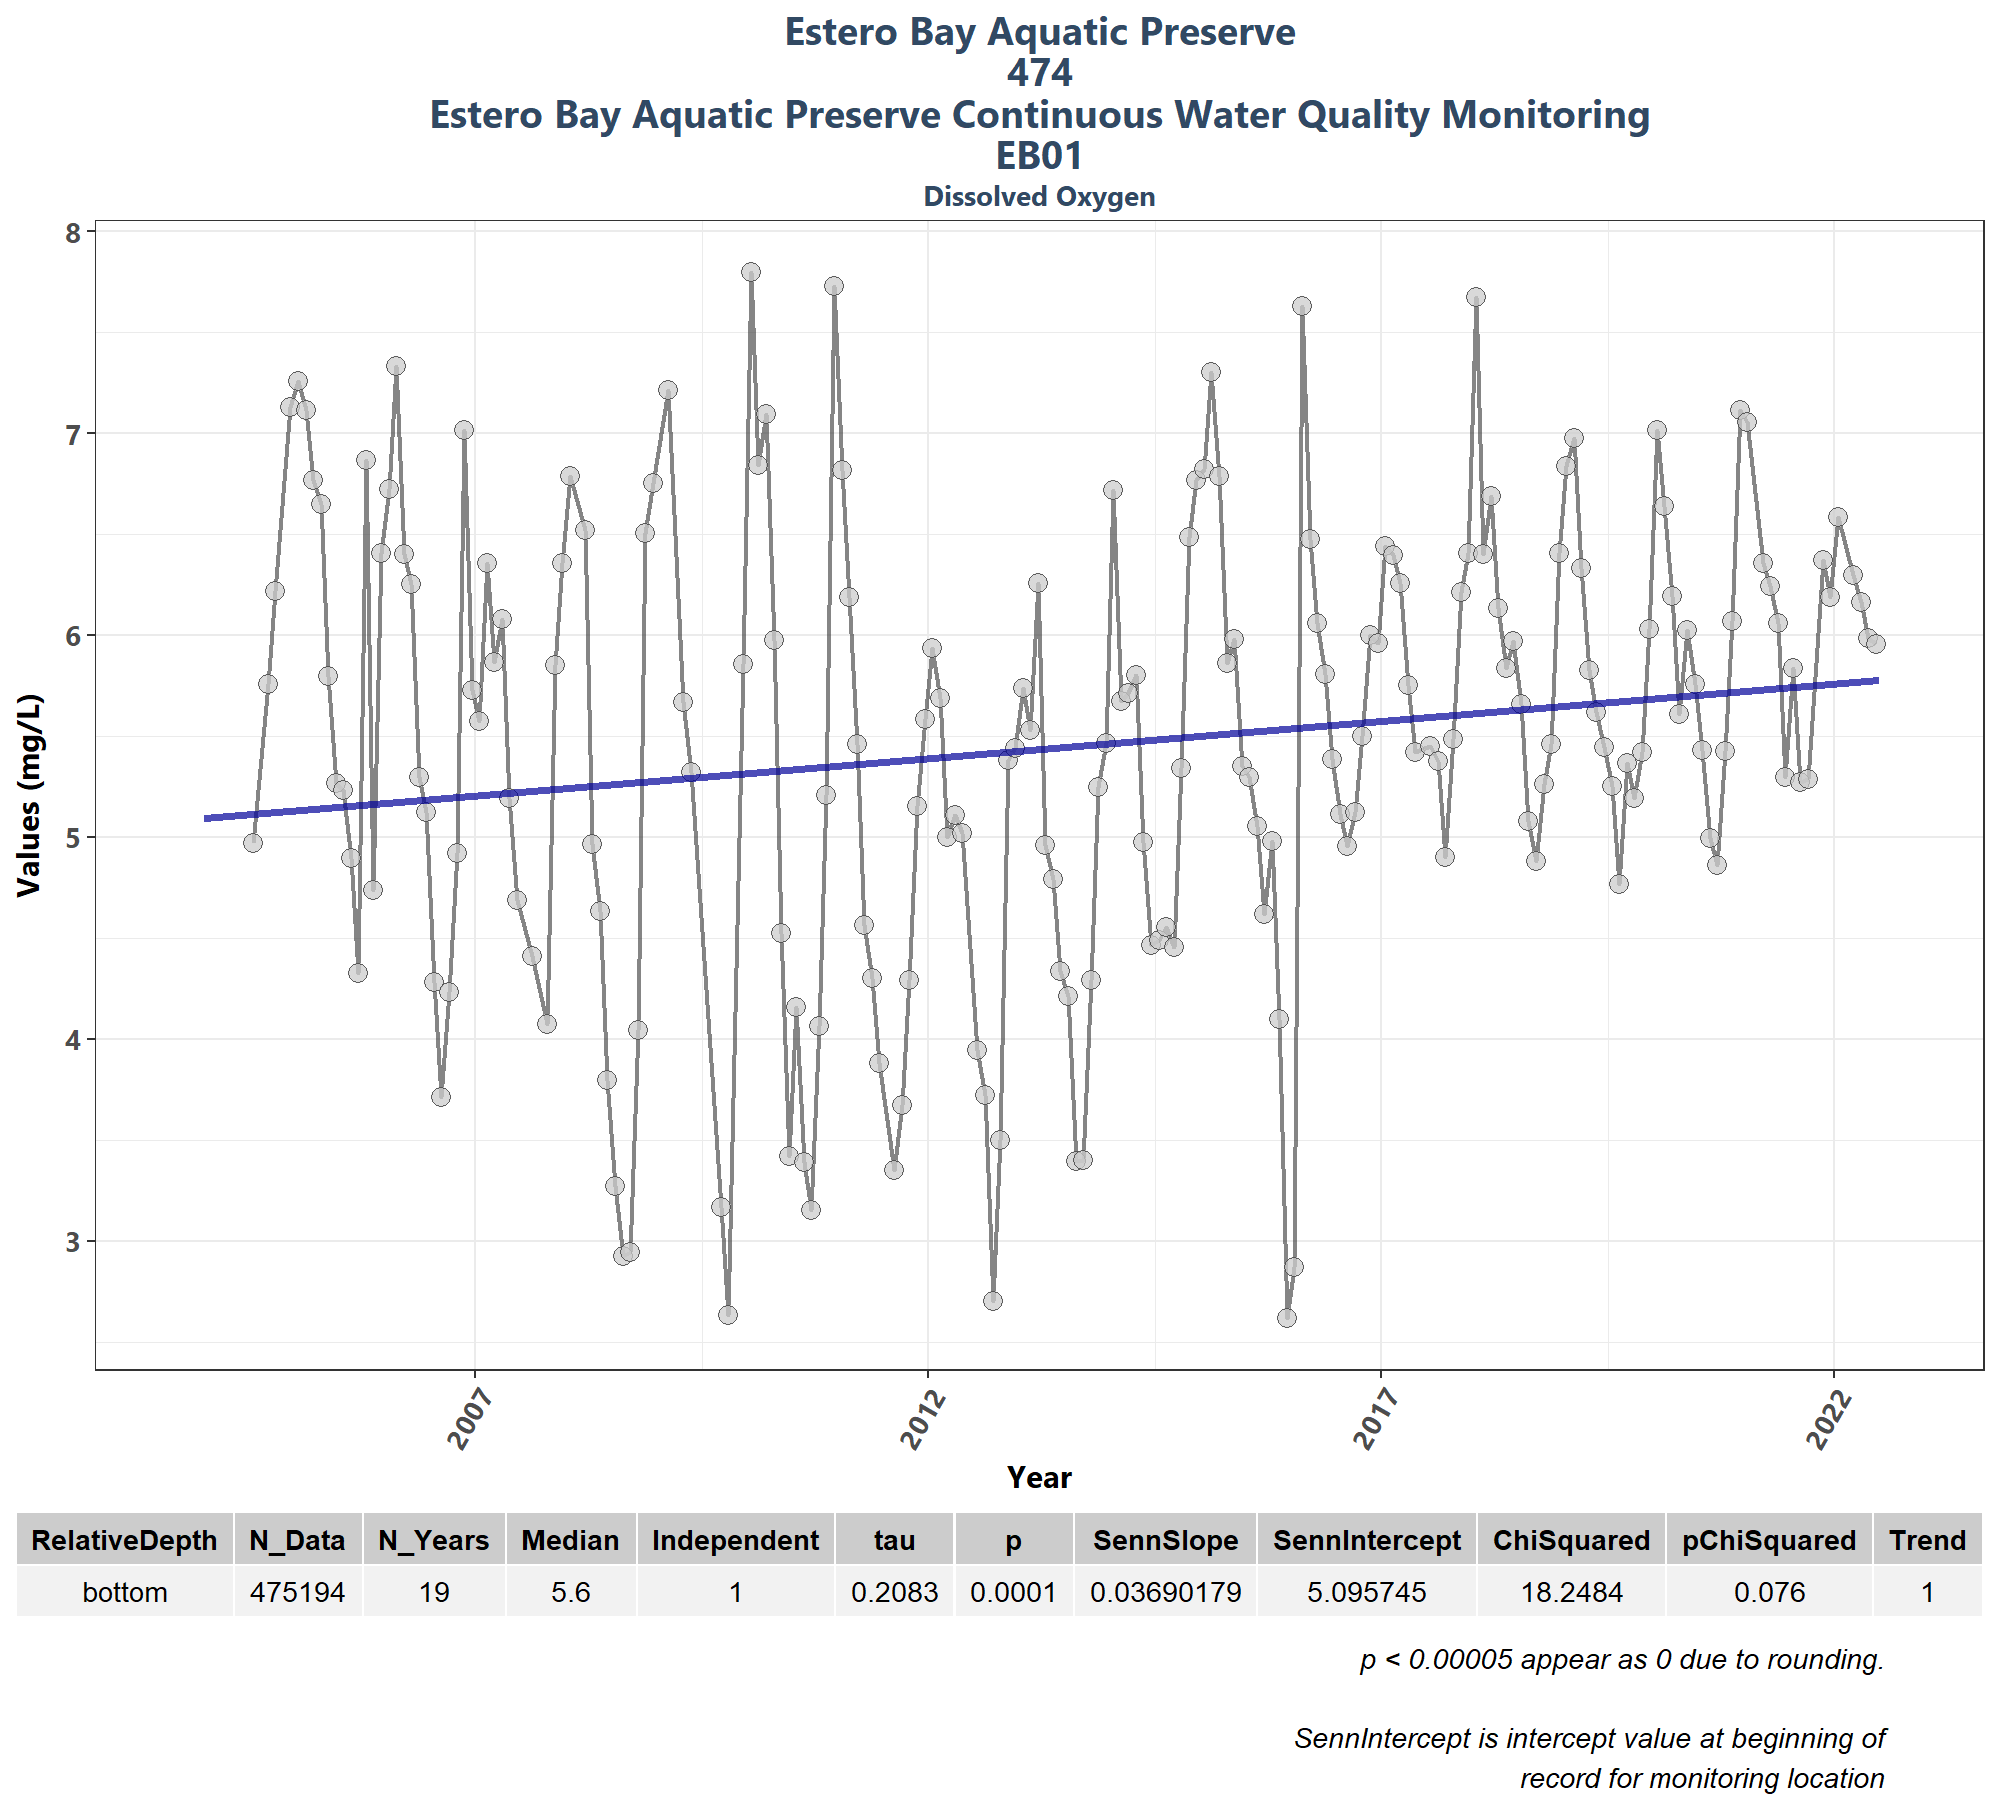 Estero Bay Aquatic Preserve
474
Estero Bay Aquatic Preserve Continuous Water Quality Monitoring
EB01
Dissolved Oxygen
8
7
6
5
4
3
Values (mg/L)
2007 2012 2017 2022
Year
RelativeDepth N_Data N_Years Median Independent tau p SennSlope SennIntercept ChiSquared pChiSquared Trend
bottom 475194 19 5.6 1 0.2083 0.0001 0.03690179 5.095745 18.2484 0.076 1
p < 0.00005 appear as 0 due to rounding.
SennIntercept is intercept value at beginning of
record for monitoring location